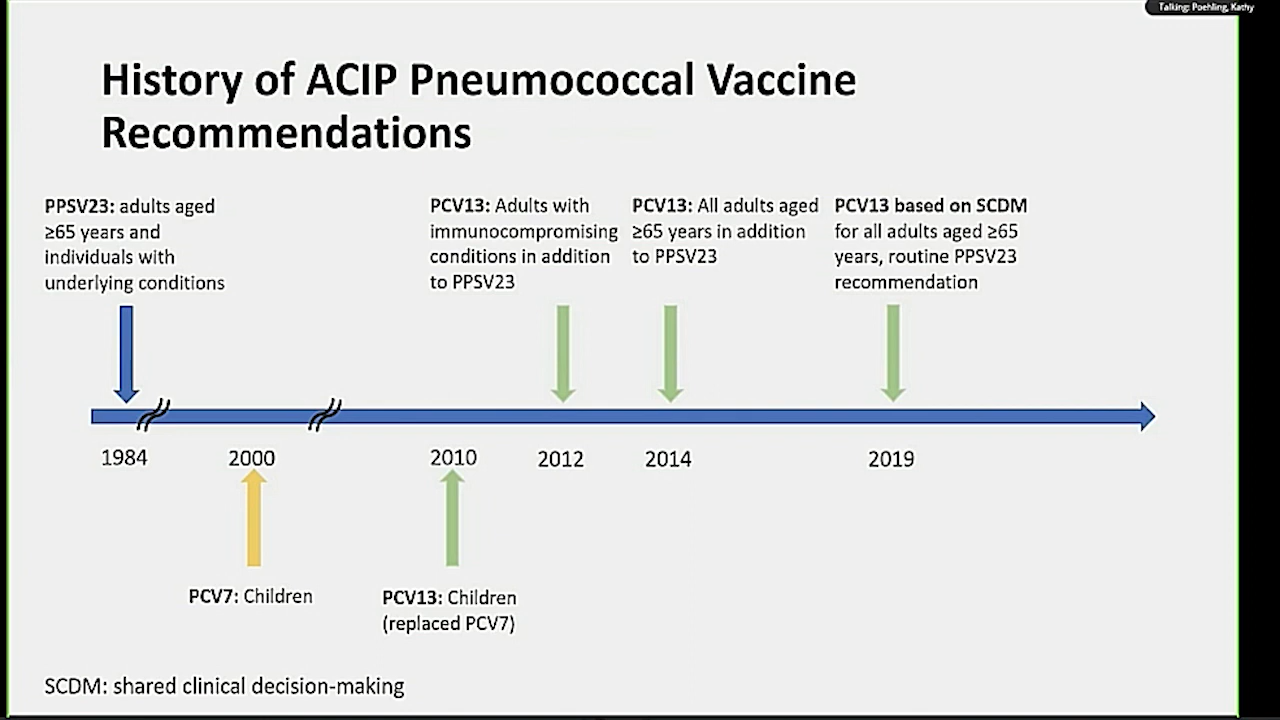 Talking: Poehling, Kathy
History of ACIP Pneumococcal Vaccine
Recommendations
PPSV23: adults aged
≥65 years and
individuals with
underlying conditions
PCV13: Adults with
immunocompromising
conditions in addition
to PPSV23
PCV13: All adults aged
≥65 years in addition
to PPSV23
PCV13 based on SCDM
for all adults aged ≥65
years, routine PPSV23
recommendation
1984
2000
2010
2012
2014
2019
PCV7: Children
PCV13: Children
(replaced PCV7)
SCDM: shared clinical decision-making